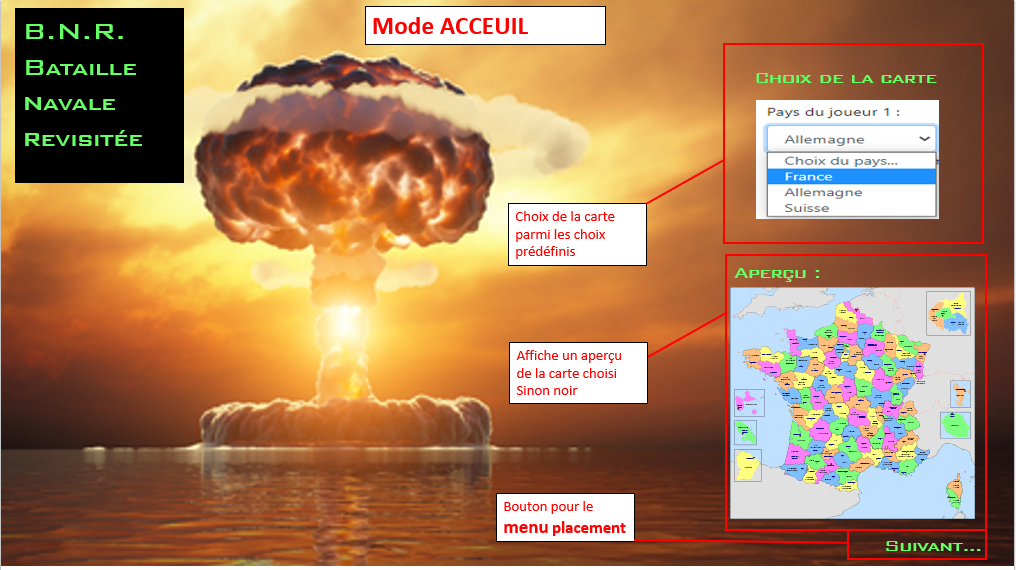 B.N.R.
Bataille
Navale
Revisitée
Mode ACCEUIL
Choix de la carte
Pays du joueur 1 :
Allemagne
Choix du pays...
France
Allemagne
Suisse
Choix de la carte
parmi les choix
prédéfinis
Aperçu :
Affiche un aperçu
de la carte choisi
Sinon noir
Bouton pour le
menu placement
Suivant...